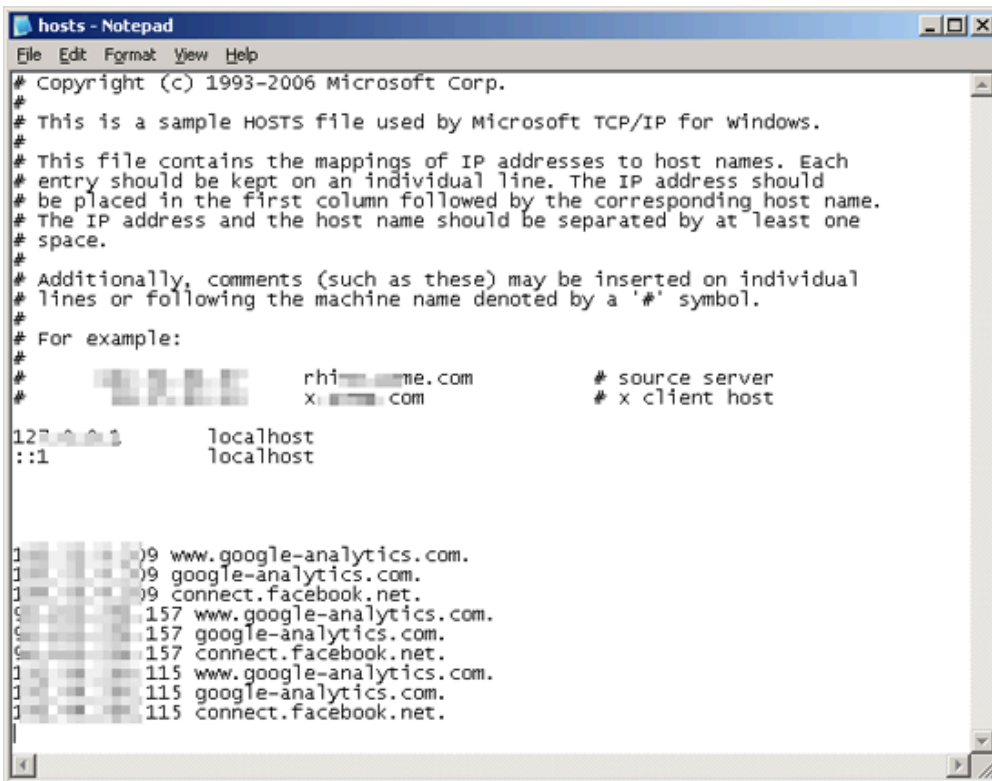 hosts - Notepad
File Edit Format View Help
# Copyright (c) 1993-2006 Microsoft Corp.
#
# This is a sample HOSTS file used by Microsoft TCP/IP for Windows.
#
# This file contains the mappings of IP addresses to host names. Each
# entry should be kept on an individual line. The IP address should
# be placed in the first column followed by the corresponding host name.
# The IP address and the host name should be separated by at least one
# space.
#
# Additionally, comments (such as these) may be inserted on individual
# lines or following the machine name denoted by a '#' symbol.
#
# For example:
#
# # source server
# # x client host
localhost
::1 localhost
www.google-analytics.com.
google-analytics.com.
connect.facebook.net.
157 www.google-analytics.com.
157 google-analytics.com.
157 connect.facebook.net.
115 www.google-analytics.com.
115 google-analytics.com.
115 connect.facebook.net.